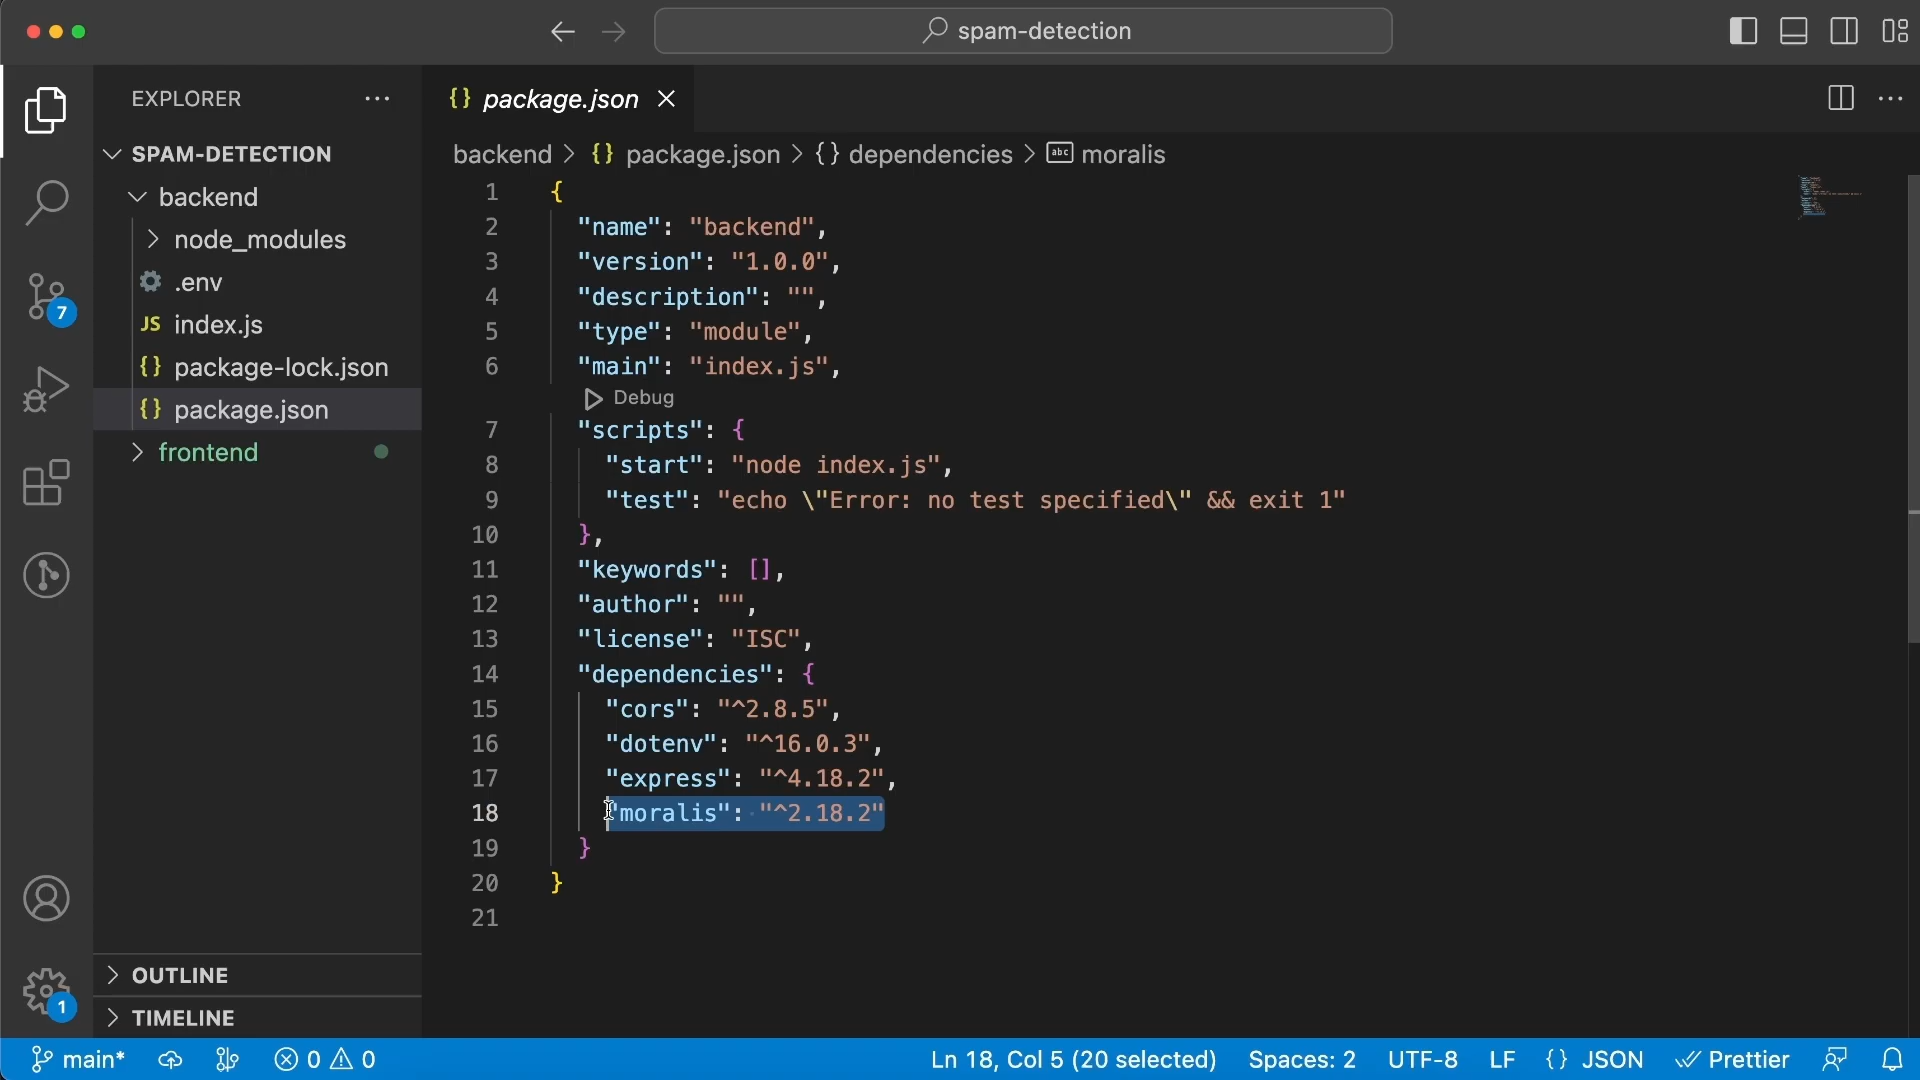 spam-detection
EXPLORER
SPAM-DETECTION
backend
node_modules
.env
JS index.js
{} package-lock.json
{} package.json
frontend
OUTLINE
TIMELINE
7
1
{} package.json
backend > {} package.json > {} dependencies > abc moralis
1 {
2 "name": "backend",
3 "version": "1.0.0",
4 "description": "",
5 "type": "module",
6 "main": "index.js",
Debug
7 "scripts": {
8 "start": "node index.js",
9 "test": "echo \"Error: no test specified\" && exit 1"
10 },
11 "keywords": [],
12 "author": "",
13 "license": "ISC",
14 "dependencies": {
15 "cors": "^2.8.5",
16 "dotenv": "^16.0.3",
17 "express": "^4.18.2",
18 "moralis": "^2.18.2"
19 }
20 }
21
main* 0 0 Ln 18, Col 5 (20 selected) Spaces: 2 UTF-8 LF {} JSON Prettier